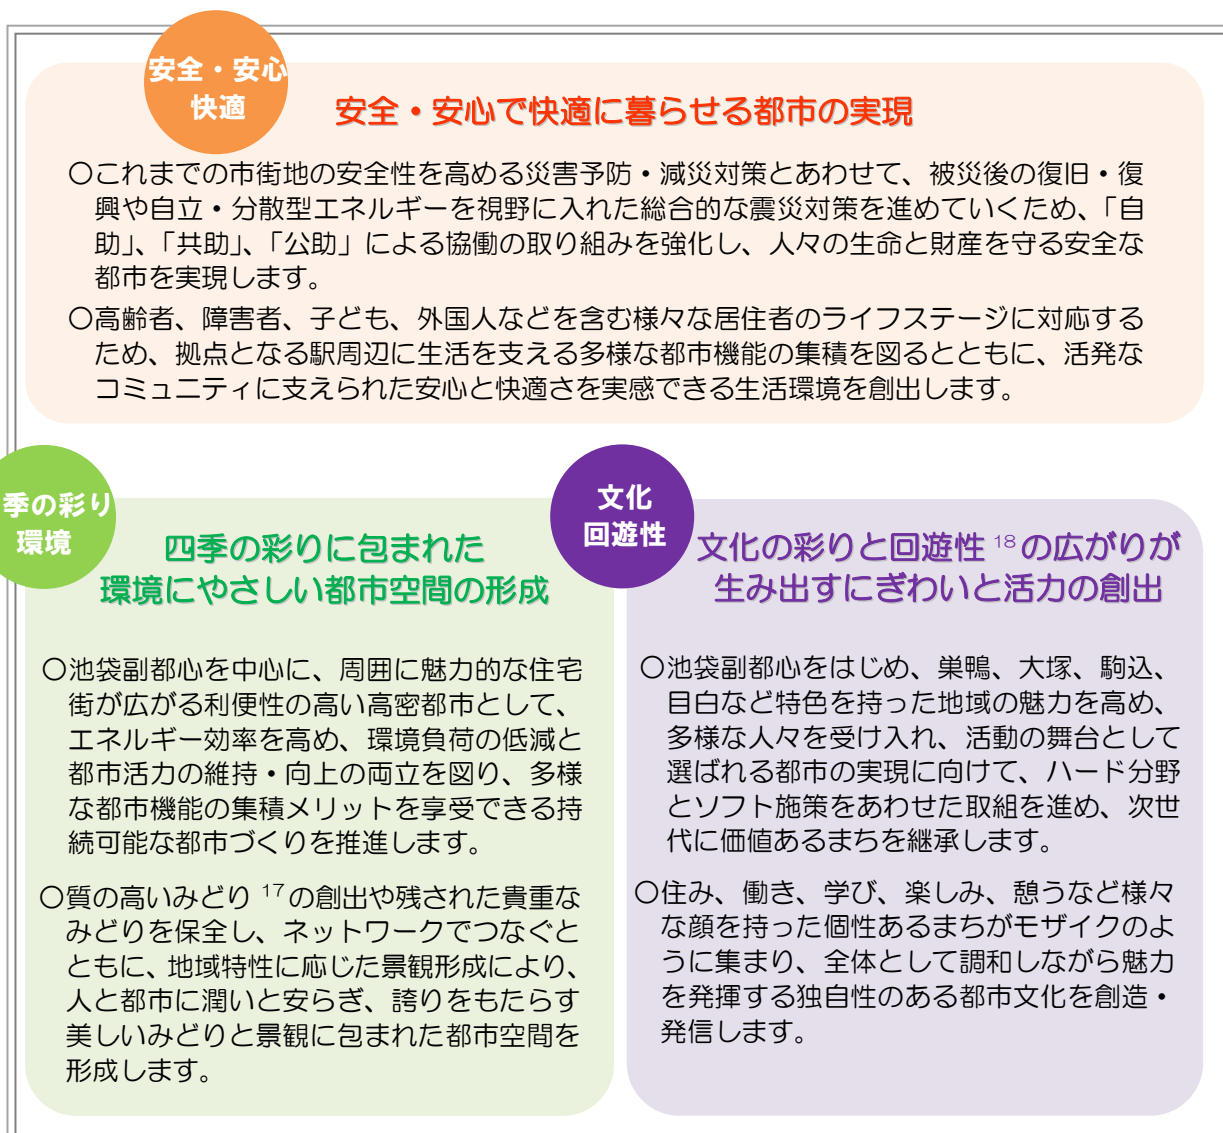 安全・安心
快適
安全・安心で快適に暮らせる都市の実現
〇これまでの市街地の安全性を高める災害予防・減災対策とあわせて、被災後の復旧・復
興や自立・分散型エネルギーを視野に入れた総合的な震災対策を進めていくため、「自
助」、「共助」、「公助」による協働の取り組みを強化し、人々の生命と財産を守る安全な
都市を実現します。
〇高齢者、障害者、子ども、外国人などを含む様々な居住者のライフステージに対応する
ため、拠点となる駅周辺に生活を支える多様な都市機能の集積を図るとともに、活発な
コミュニティに支えられた安心と快適さを実感できる生活環境を創出します。
季の彩り
環境
四季の彩りに包まれた
環境にやさしい都市空間の形成
〇池袋副都心を中心に、周囲に魅力的な住宅
街が広がる利便性の高い高密都市として、
エネルギー効率を高め、環境負荷の低減と
都市活力の維持・向上の両立を図り、多様
な都市機能の集積メリットを享受できる持
続可能な都市づくりを推進します。
〇質の高いみどり 17 の創出や残された貴重な
みどりを保全し、ネットワークでつなぐと
ともに、地域特性に応じた景観形成により、
人と都市に潤いと安らぎ、誇りをもたらす
美しいみどりと景観に包まれた都市空間を
形成します。
文化
回遊性
文化の彩りと回遊性 18 の広がりが
生み出すにぎわいと活力の創出
〇池袋副都心をはじめ、巣鴨、大塚、駒込、
目白など特色を持った地域の魅力を高め、
多様な人々を受け入れ、活動の舞台として
選ばれる都市の実現に向けて、ハード分野
とソフト施策をあわせた取組を進め、次世
代に価値あるまちを継承します。
〇住み、働き、学び、楽しみ、憩うなど様々
な顔を持った個性あるまちがモザイクのよ
うに集まり、全体として調和しながら魅力
を発揮する独自性のある都市文化を創造・
発信します。